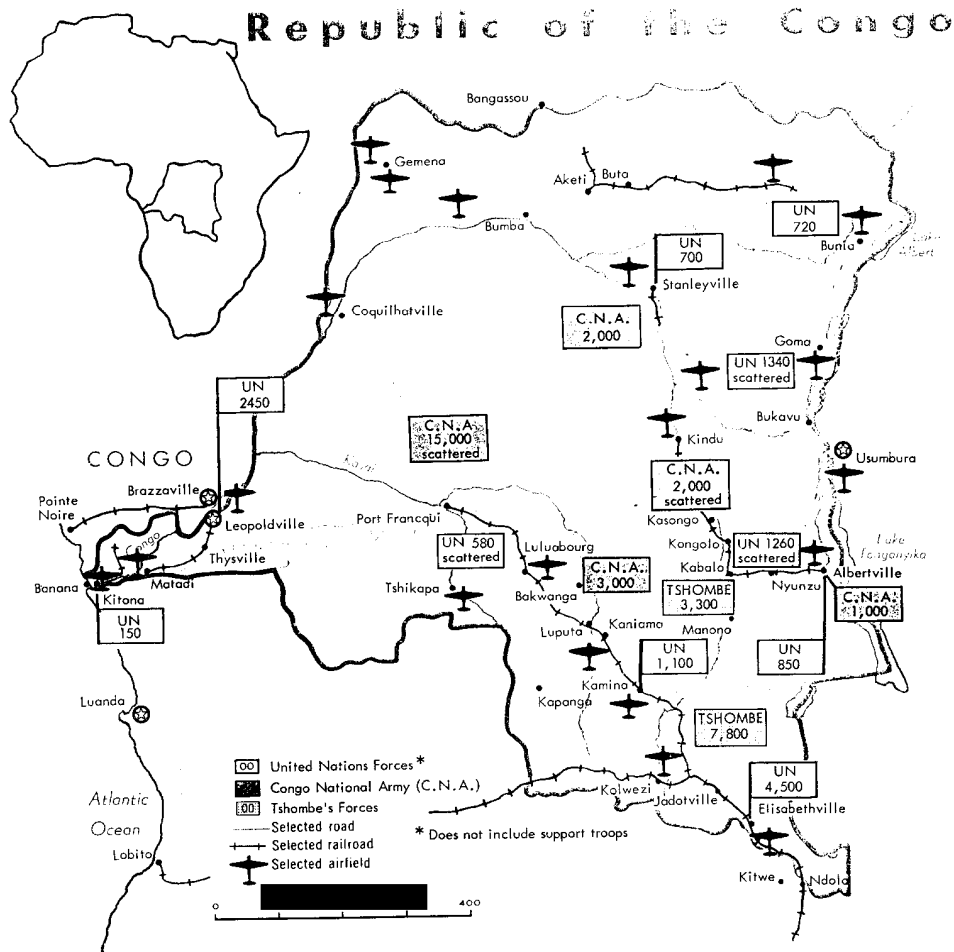 Republic of the Congo
Bangassou
Gemena
Aketi
Buta
Bumba
UN
720
Bunia
Lake
Albert
UN
700
Stanleyville
Coquilhatville
C.N.A.
2,000
Goma
UN 1340
scattered
UN
2450
Bukavu
C.N.A.
15,000
scattered
Kindu
Usumbura
CONGO
Kasai
C.N.A.
2,000
scattered
Brazzaville
Pointe
Noire
Leopoldville
Port Francqui
Kasongo
Congo
Thysville
UN 580
scattered
Luluabourg
Kongolo
UN 1260
scattered
Lake
Tanganyika
Banana
Matadi
Kitona
Tshikapa
Bakwanga
C.N.A.
3,000
Kabalo
Nyunzu
Albertville
TSHOMBE
3,300
C.N.A.
1,000
UN
150
Luputa
Kaniama
Manono
UN
1,100
UN
850
Luanda
Kapanga
Kamina
TSHOMBE
7,800
Atlantic
Ocean
Lobito
Kolwezi
Jadotville
UN
4,500
Elisabethville
Kitwe
Ndola
00 United Nations Forces*
Congo National Army (C.N.A.)
00 Tshombe's Forces
Selected road
Selected railroad
Selected airfield
* Does not include support troops
0 400